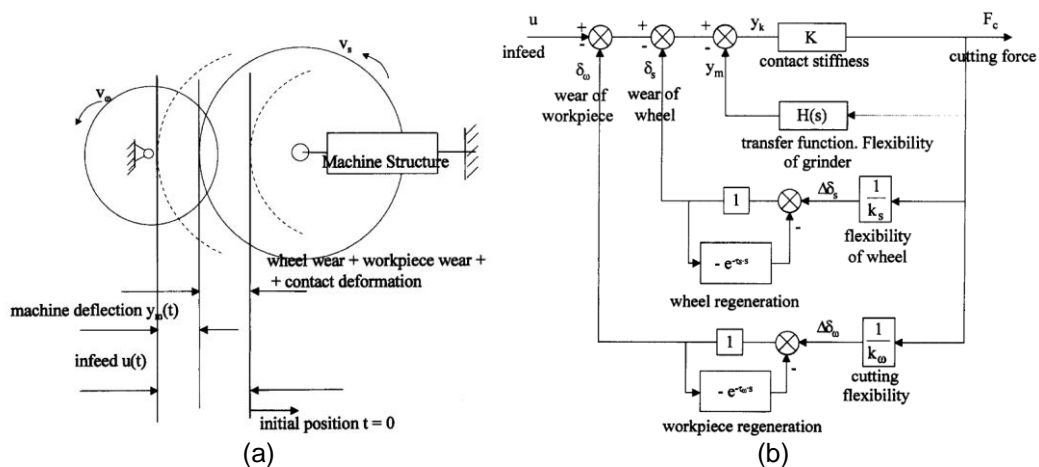 v_s
v_ω
Machine Structure
wheel wear + workpiece wear +
+ contact deformation
machine deflection y_m(t)
infeed u(t)
initial position t = 0
(a)
u
infeed
+
-
δ_ω
wear of
workpiece
+
-
δ_s
wear of
wheel
+
-
y_m
y_k
K
contact stiffness
F_c
cutting force
H(s)
transfer function. Flexibility
of grinder
1
-
Δδ_s
1
k_s
flexibility
of wheel
- e^-τs·s
wheel regeneration
1
-
Δδ_ω
1
k_ω
cutting
flexibility
- e^-τω·s
workpiece regeneration
(b)